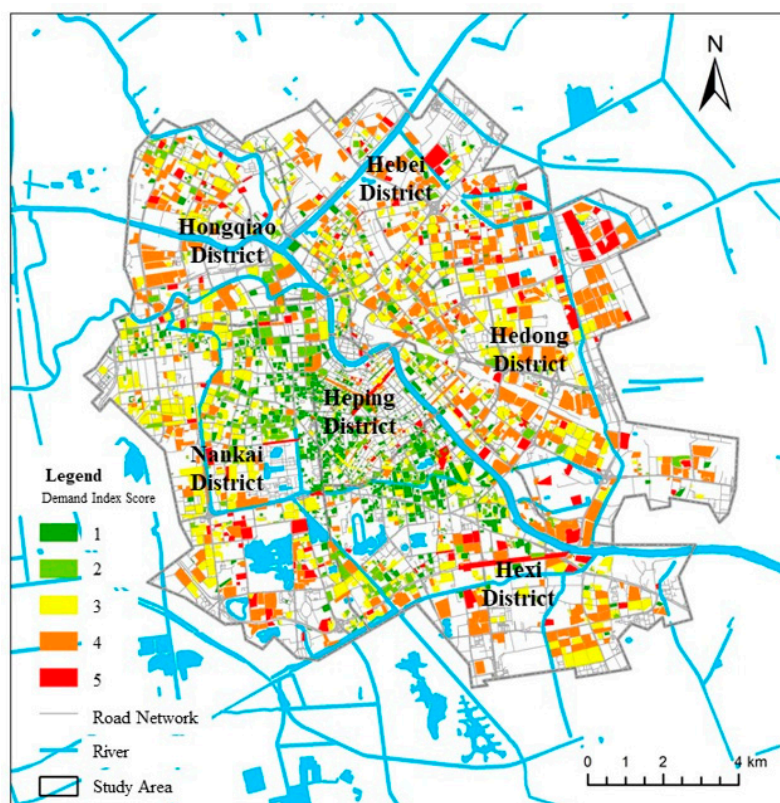 N
Hebei
District
Hongqiao
District
Hedong
District
Heping
District
Nankai
District
Hexi
District
Legend
Demand Index Score
1
2
3
4
5
Road Network
River
Study Area
0 1 2 4 km